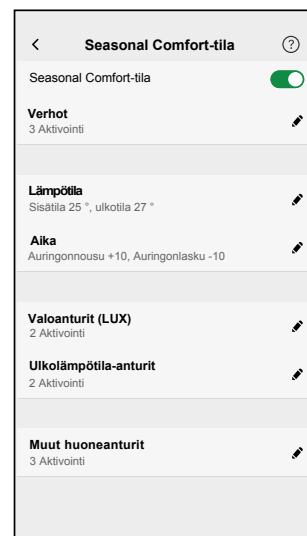 Seasonal Comfort-tila
?
Seasonal Comfort-tila
Verhot
3 Aktivointi
Lämpötila
Sisätila 25 °, ulkotila 27 °
Aika
Auringonnousu +10, Auringonlasku -10
Valoanturit (LUX)
2 Aktivointi
Ulkolämpötila-anturit
2 Aktivointi
Muut huoneanturit
3 Aktivointi